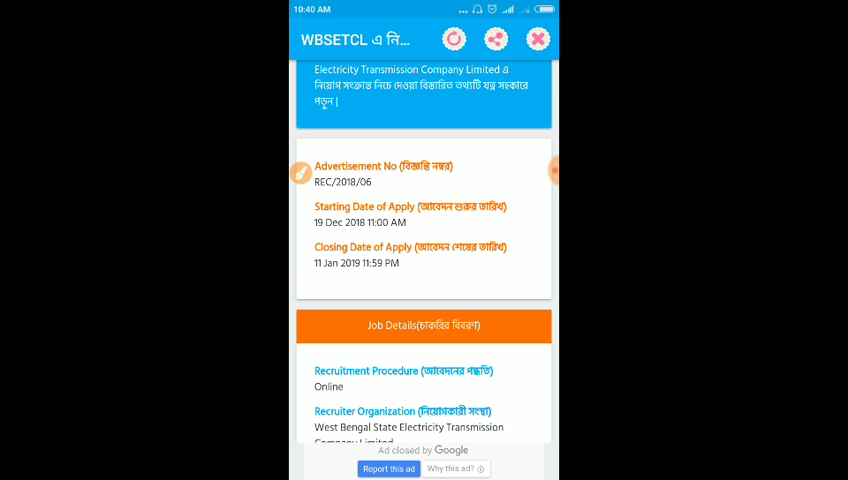 10:40 AM
WBSETCL এ নি...
Electricity Transmission Company Limited এ
নিয়োগ সংক্রান্ত নিচে দেওয়া বিস্তারিত তথ্যটি যত্ন সহকারে
পড়ুন |
Advertisement No (বিজ্ঞপ্তি নম্বর)
REC/2018/06
Starting Date of Apply (আবেদন শুরুর তারিখ)
19 Dec 2018 11:00 AM
Closing Date of Apply (আবেদন শেষের তারিখ)
11 Jan 2019 11:59 PM
Job Details(চাকরির বিবরণ)
Recruitment Procedure (আবেদনের পদ্ধতি)
Online
Recruiter Organization (নিয়োগকারী সংস্থা)
West Bengal State Electricity Transmission
Company Limited
Ad closed by Google
Report this ad
Why this ad?